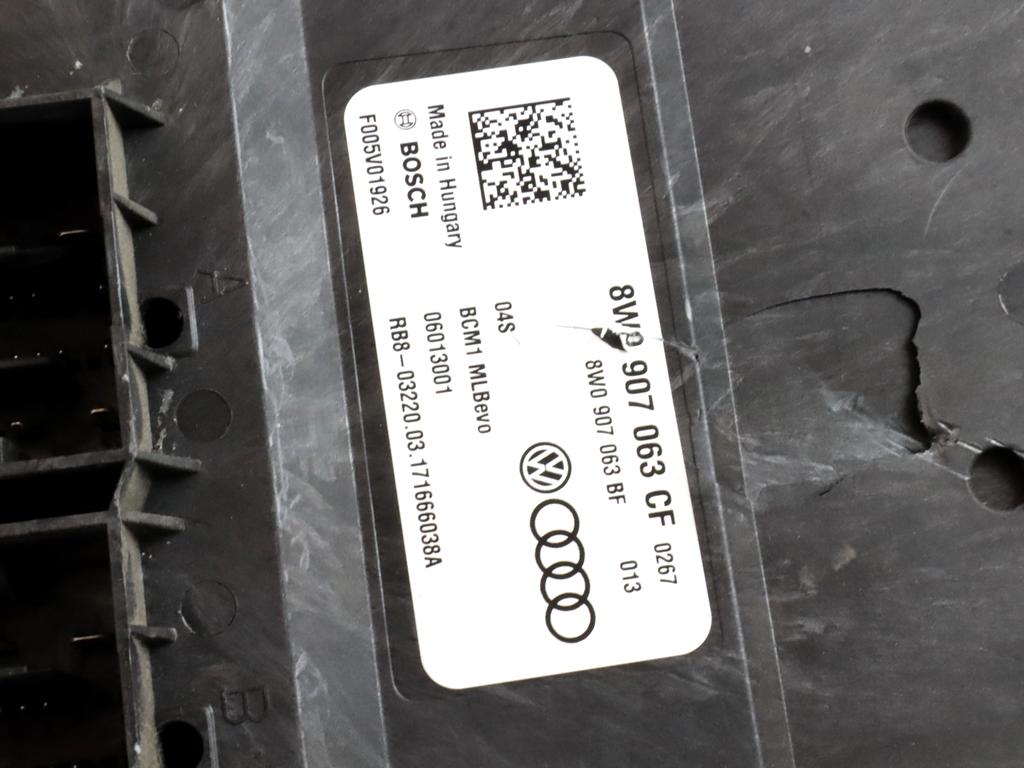 8W0 907 063 CF 0267
8W0 907 063 BF 013
04S
BCM1 MLBevo
06013001
RB8-03220.03.171666038A
Made in Hungary
BOSCH
F005V01926
A
B